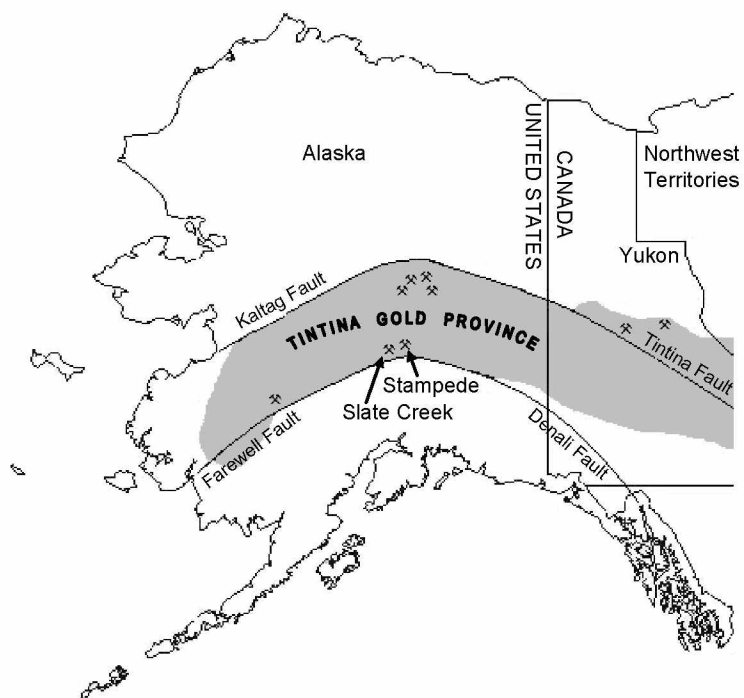 Alaska
UNITED STATES
CANADA
Northwest
Territories
Yukon
Kaltag Fault
TINTINA GOLD PROVINCE
Tintina Fault
Stampede
Slate Creek
Farewell Fault
Denali Fault